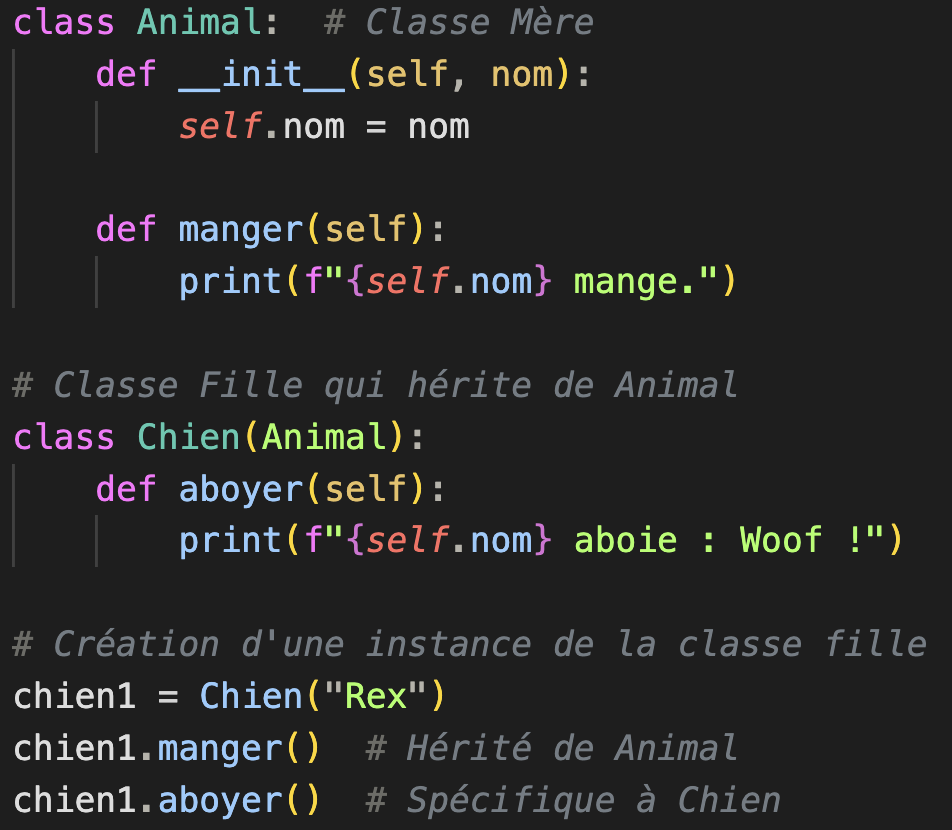 class Animal:  # Classe Mère
    def __init__(self, nom):
        self.nom = nom

    def manger(self):
        print(f"{self.nom} mange.")

# Classe Fille qui hérite de Animal
class Chien(Animal):
    def aboyer(self):
        print(f"{self.nom} aboie : Woof !")

# Création d'une instance de la classe fille
chien1 = Chien("Rex")
chien1.manger()  # Hérité de Animal
chien1.aboyer()  # Spécifique à Chien